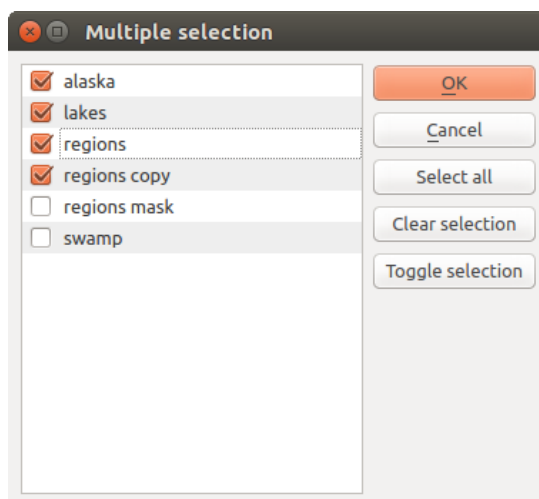 Multiple selection
alaska
lakes
regions
regions copy
regions mask
swamp
OK
Cancel
Select all
Clear selection
Toggle selection